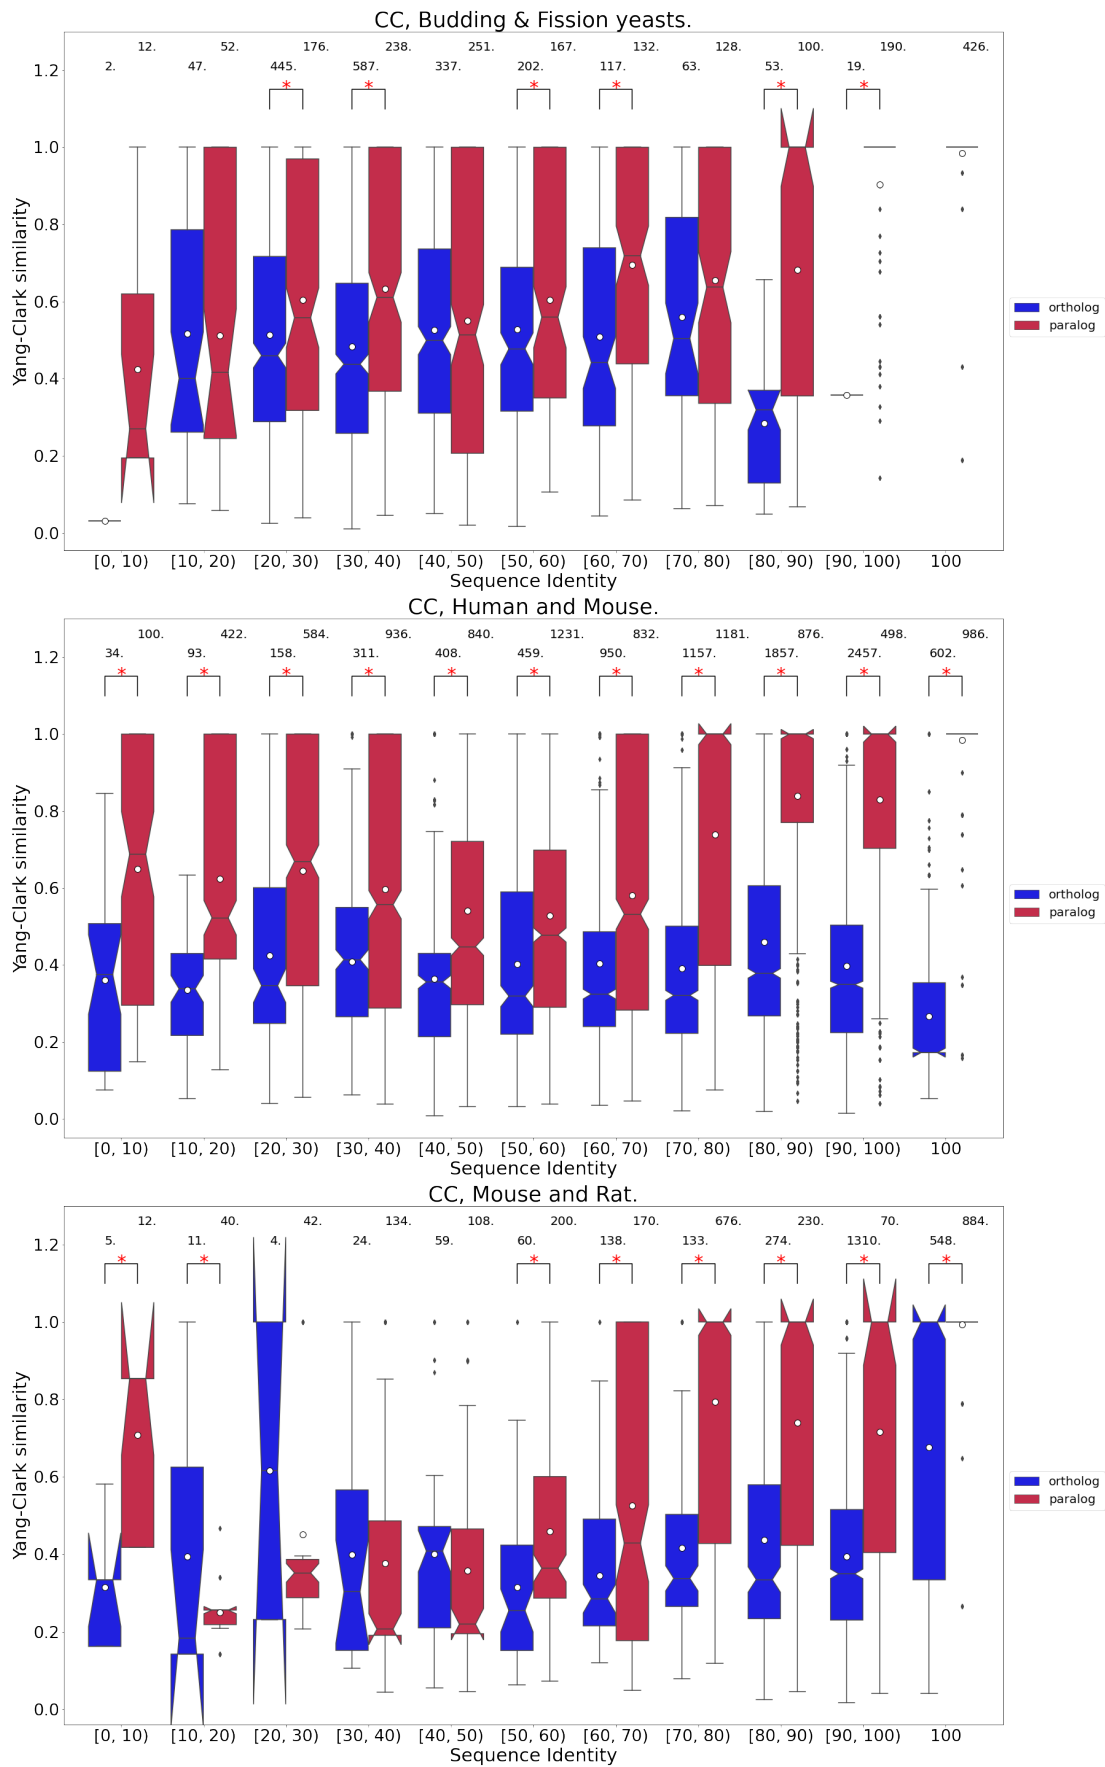 CC, Budding & Fission yeasts.
12. 52. 176. 238. 251. 167. 132. 128. 100. 190. 426.
2. 47. 445. 587. 337. 202. 117. 63. 53. 19.
* * * * * *
1.2
1.0
0.8
0.6
0.4
0.2
0.0
Yang-Clark similarity
[0, 10) [10, 20) [20, 30) [30, 40) [40, 50) [50, 60) [60, 70) [70, 80) [80, 90) [90, 100) 100
Sequence Identity
ortholog
paralog
CC, Human and Mouse.
100. 422. 584. 936. 840. 1231. 832. 1181. 876. 498. 986.
34. 93. 158. 311. 408. 459. 950. 1157. 1857. 2457. 602.
* * * * * * * * * * *
1.2
1.0
0.8
0.6
0.4
0.2
0.0
Yang-Clark similarity
[0, 10) [10, 20) [20, 30) [30, 40) [40, 50) [50, 60) [60, 70) [70, 80) [80, 90) [90, 100) 100
Sequence Identity
ortholog
paralog
CC, Mouse and Rat.
12. 40. 42. 134. 108. 200. 170. 676. 230. 70. 884.
5. 11. 4. 24. 59. 60. 138. 133. 274. 1310. 548.
* * * * * * * *
1.2
1.0
0.8
0.6
0.4
0.2
0.0
Yang-Clark similarity
[0, 10) [10, 20) [20, 30) [30, 40) [40, 50) [50, 60) [60, 70) [70, 80) [80, 90) [90, 100) 100
Sequence Identity
ortholog
paralog